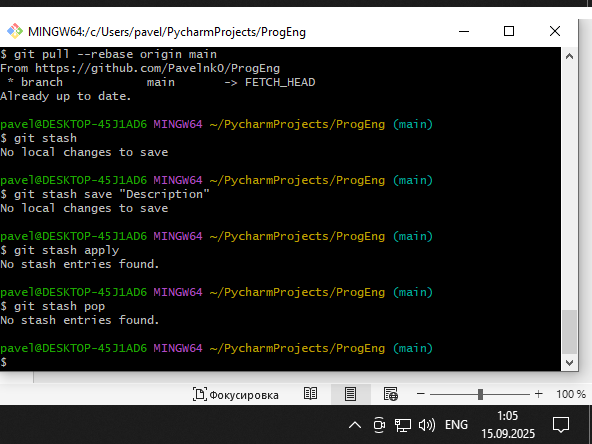 MINGW64:/c/Users/pavel/PycharmProjects/ProgEng
$ git pull --rebase origin main
From https://github.com/Pavelnk0/ProgEng
 * branch            main       -> FETCH_HEAD
Already up to date.
pavel@DESKTOP-45J1AD6 MINGW64 ~/PycharmProjects/ProgEng (main)
$ git stash
No local changes to save
pavel@DESKTOP-45J1AD6 MINGW64 ~/PycharmProjects/ProgEng (main)
$ git stash save "Description"
No local changes to save
pavel@DESKTOP-45J1AD6 MINGW64 ~/PycharmProjects/ProgEng (main)
$ git stash apply
No stash entries found.
pavel@DESKTOP-45J1AD6 MINGW64 ~/PycharmProjects/ProgEng (main)
$ git stash pop
No stash entries found.
pavel@DESKTOP-45J1AD6 MINGW64 ~/PycharmProjects/ProgEng (main)
$
Фокусировка
100 %
ENG
1:05
15.09.2025